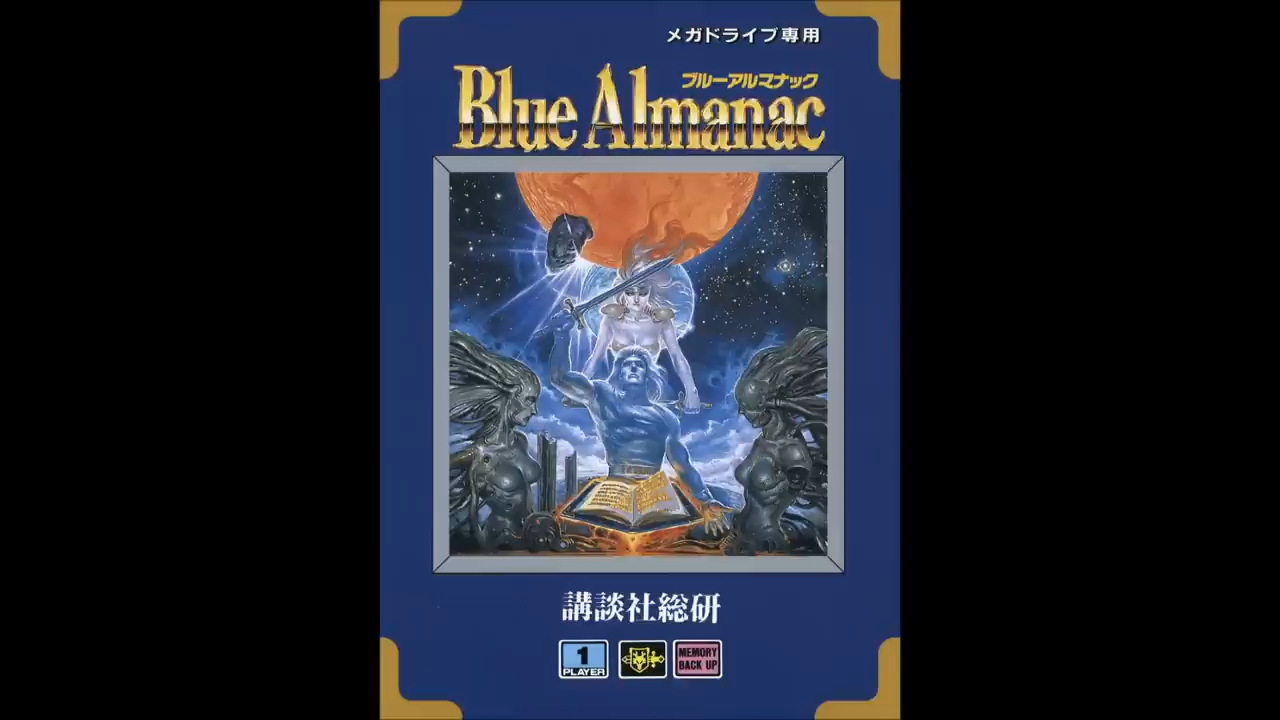 メガドライブ専用
ブルーアルマナック
Blue Almanac
講談社総研
1
PLAYER
MEMORY
BACK UP